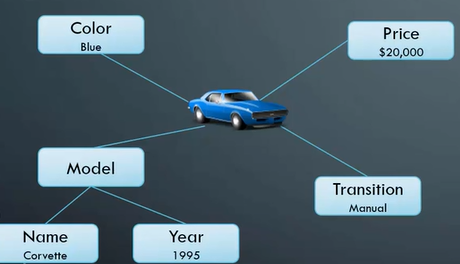 Color
Blue
Price
$20,000
Model
Transition
Manual
Name
Corvette
Year
1995